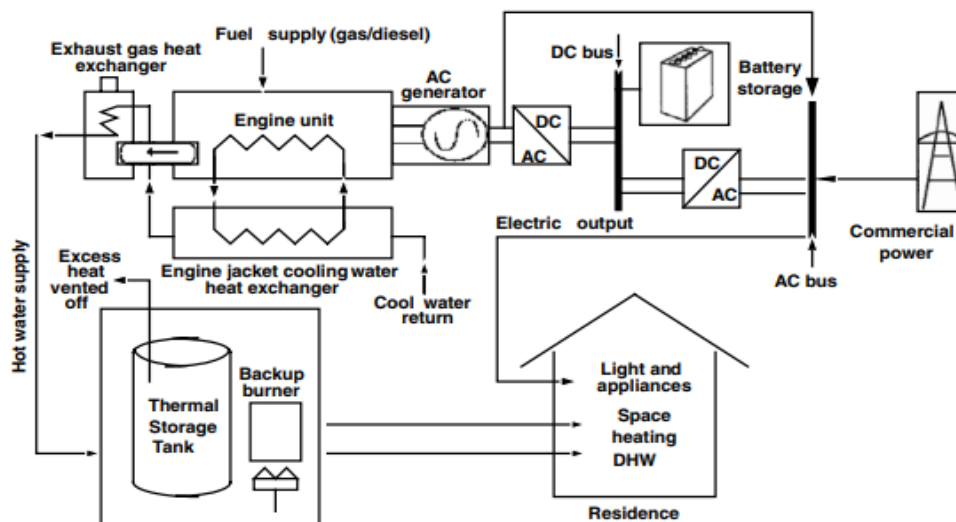 Fuel supply (gas/diesel)
Exhaust gas heat
exchanger
AC
generator
DC bus
Battery
storage
Engine unit
DC
AC
DC
AC
Electric output
Commercial
power
AC bus
Engine jacket cooling water
heat exchanger
Cool water
return
Hot water supply
Excess
heat
vented
off
Thermal
Storage
Tank
Backup
burner
Light and
appliances
Space
heating
DHW
Residence